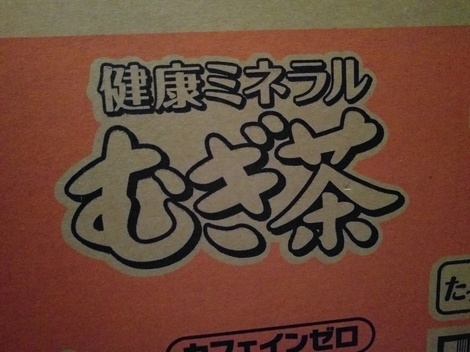 健康ミネラル
むぎ茶
カフェインゼロ